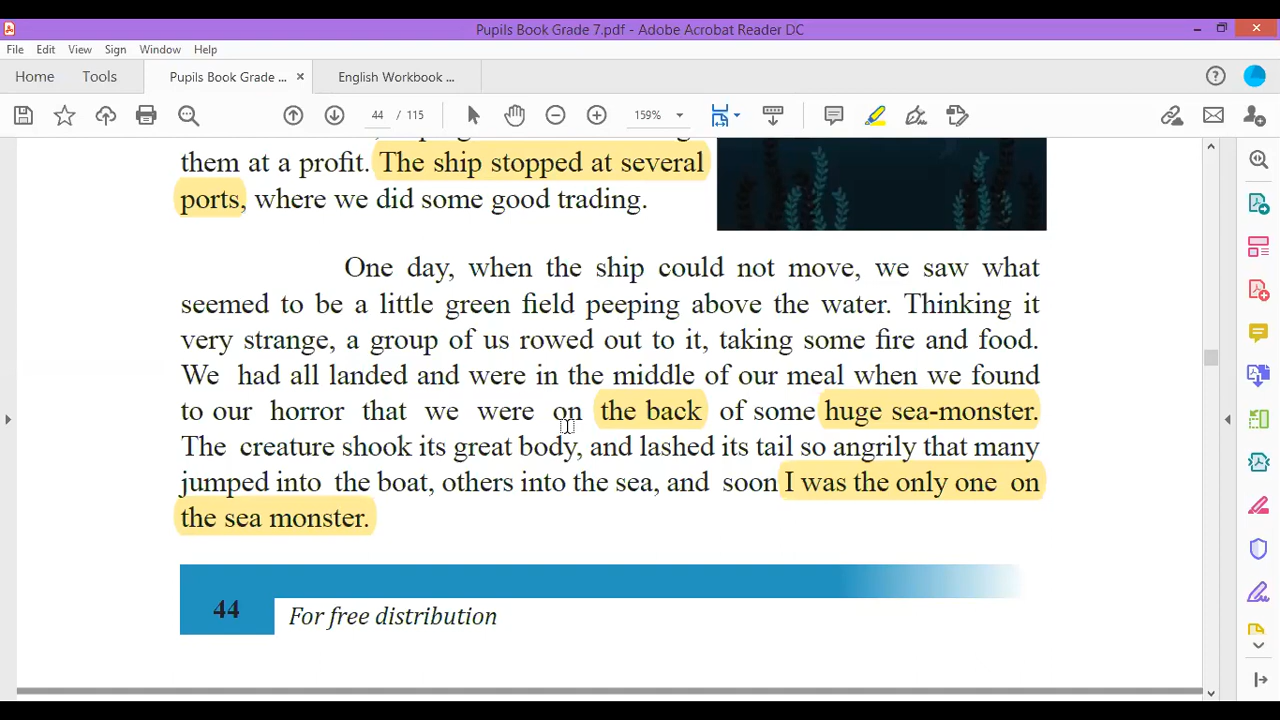 Pupils Book Grade 7.pdf - Adobe Acrobat Reader DC
File Edit View Sign Window Help
Home Tools Pupils Book Grade ... × English Workbook ...
44 / 115 159%
them at a profit. The ship stopped at several
ports, where we did some good trading.
One day, when the ship could not move, we saw what
seemed to be a little green field peeping above the water. Thinking it
very strange, a group of us rowed out to it, taking some fire and food.
We had all landed and were in the middle of our meal when we found
to our horror that we were on the back of some huge sea-monster.
The creature shook its great body, and lashed its tail so angrily that many
jumped into the boat, others into the sea, and soon I was the only one on
the sea monster.
44
For free distribution